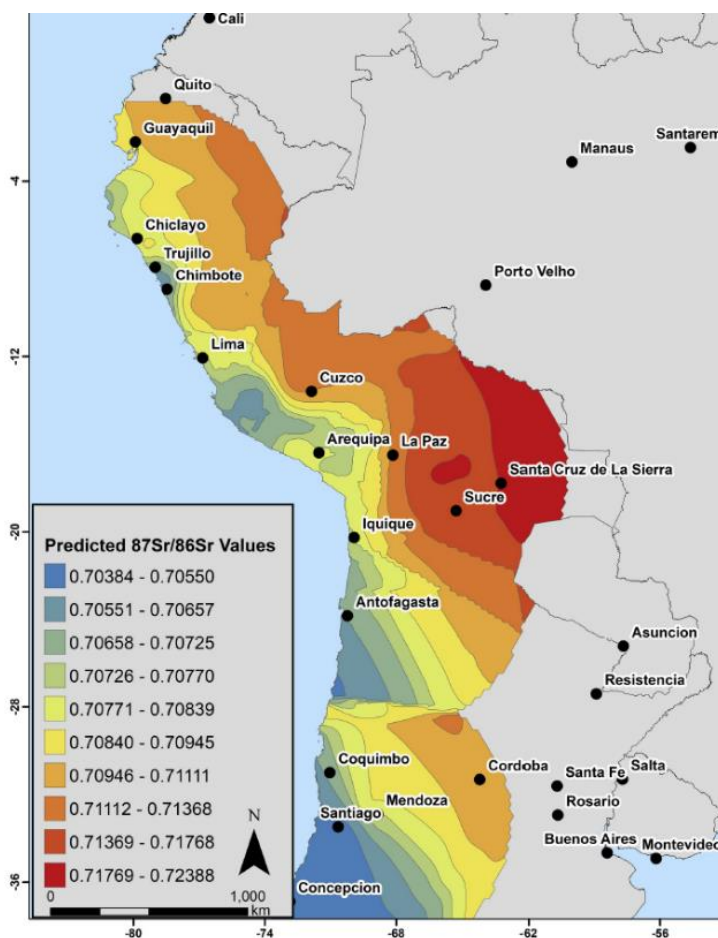 Cali
Quito
Guayaquil
Santarem
Manaus
-4
Chiclayo
Trujillo
Chimbote
Porto Velho
Lima
-12
Cuzco
Arequipa
La Paz
Santa Cruz de La Sierra
Sucre
-20
Iquique
Predicted 87Sr/86Sr Values
0.70384 - 0.70550
0.70551 - 0.70657
0.70658 - 0.70725
0.70726 - 0.70770
0.70771 - 0.70839
0.70840 - 0.70945
0.70946 - 0.71111
0.71112 - 0.71368
0.71369 - 0.71768
0.71769 - 0.72388
N
0 1,000
km
Antofagasta
Asuncion
Resistencia
-28
Coquimbo
Cordoba
Santa Fe
Salta
Mendoza
Rosario
Santiago
Buenos Aires
Montevideo
-36
Concepcion
-80 -74 -68 -62 -56